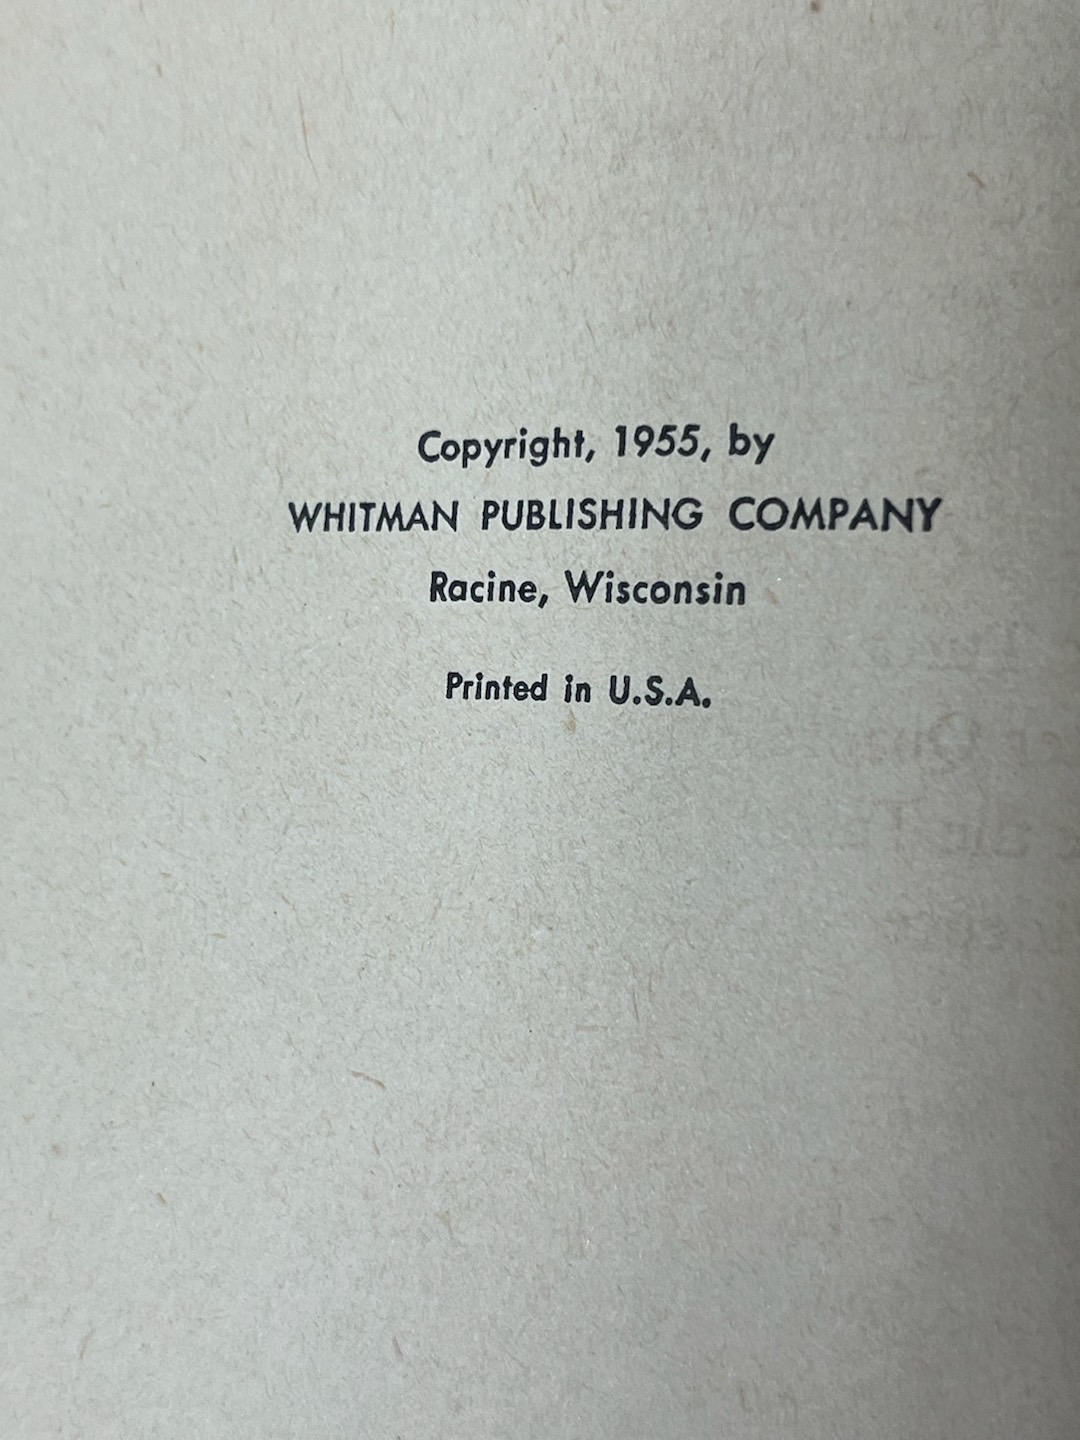 Copyright, 1955, by
WHITMAN PUBLISHING COMPANY
Racine, Wisconsin
Printed in U.S.A.